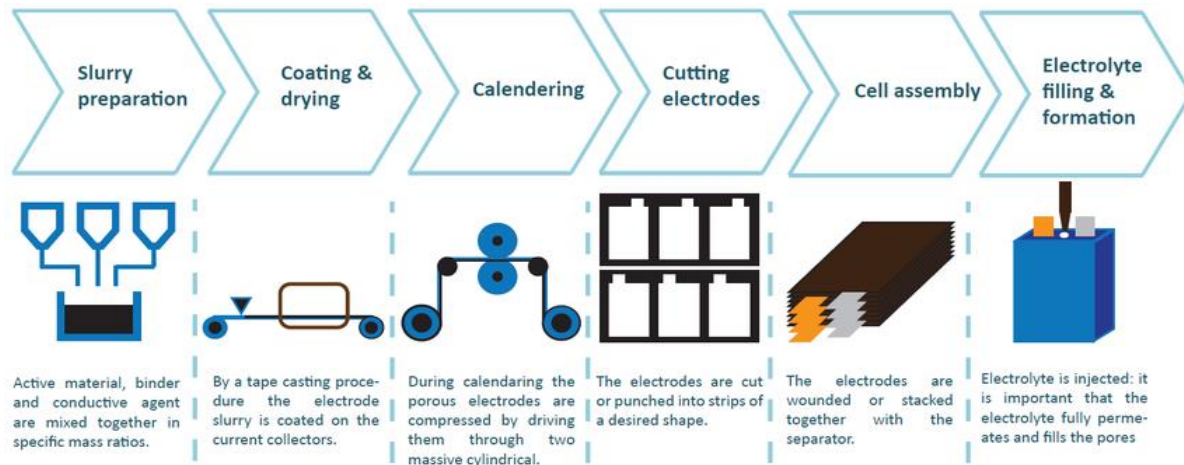 Slurry
preparation
Coating &
drying
Calendering
Cutting
electrodes
Cell assembly
Electrolyte
filling &
formation
Active material, binder
and conductive agent
are mixed together in
specific mass ratios.
By a tape casting proce-
dure the electrode
slurry is coated on the
current collectors.
During calendaring the
porous electrodes are
compressed by driving
them through two
massive cylindrical.
The electrodes are cut
or punched into strips of
a desired shape.
The electrodes are
wounded or stacked
together with the
separator.
Electrolyte is injected: it
is important that the
electrolyte fully perme-
ates and fills the pores